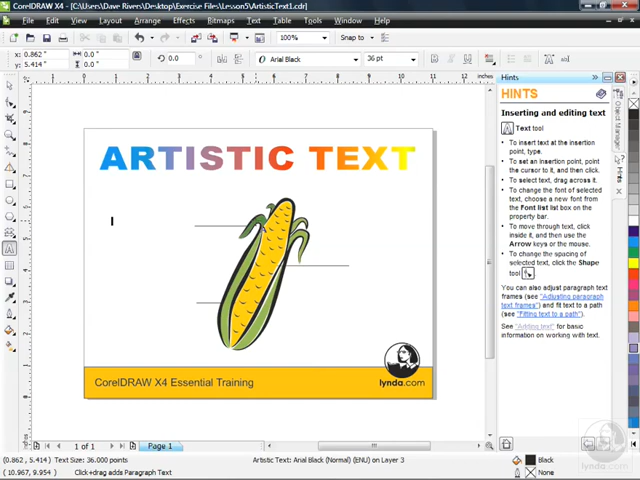 CorelDRAW X4 - [C:\Users\Dave Rivers\Desktop\Exercise Files\Lesson5\ArtisticText1.cdr]
File Edit View Layout Arrange Effects Bitmaps Text Table Tools Window Help
100% Snap to
x: 0.862 " 0.0 " 0.0 Arial Black 36 pt
y: 5.414 " 0.0 "
inches
Hints
HINTS
Inserting and editing text
Text tool
• To insert text at the insertion
point, type.
• To set an insertion point, point
the cursor to it, and then click.
• To select text, drag across it.
• To change the font of selected
text, choose a new font from
the Font list list box on the
property bar.
• To move through text, click
inside it, and then use the
Arrow keys or the mouse.
• To change the spacing of
selected text, click the Shape
tool
You can also adjust paragraph text
frames (see "Adjusting paragraph
text frames") and fit text to a path
(see "Fitting text to a path").
See "Adding text" for basic
information on working with text.
Object Manager
Hints
ARTISTIC TEXT
CorelDRAW X4 Essential Training
lynda.com
1 of 1 Page 1
(0.862 , 5.414 ) Text Size: 36.000 points Artistic Text: Arial Black (Normal) (ENU) on Layer 3 Black
(10.967, 9.954 ) Click+drag adds Paragraph Text None